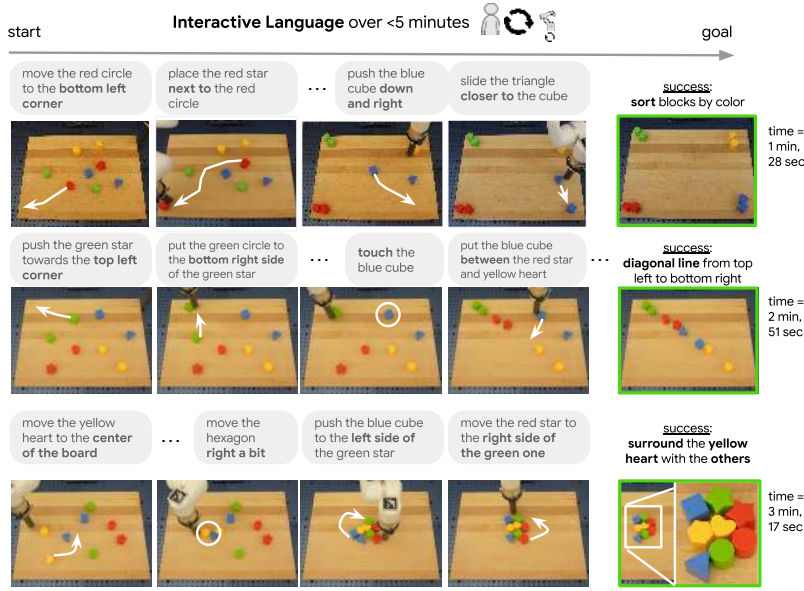 Interactive Language over <5 minutes
start
goal
move the red circle
to the bottom left
corner
place the red star
next to the red
circle
...
push the blue
cube down
and right
slide the triangle
closer to the cube
success:
sort blocks by color
time =
1 min,
28 sec
push the green star
towards the top left
corner
put the green circle to
the bottom right side
of the green star
...
touch the
blue cube
put the blue cube
between the red star
and yellow heart
...
success:
diagonal line from top
left to bottom right
time =
2 min,
51 sec
move the yellow
heart to the center
of the board
...
move the
hexagon
right a bit
push the blue cube
to the left side of
the green star
move the red star to
the right side of
the green one
success:
surround the yellow
heart with the others
time =
3 min,
17 sec